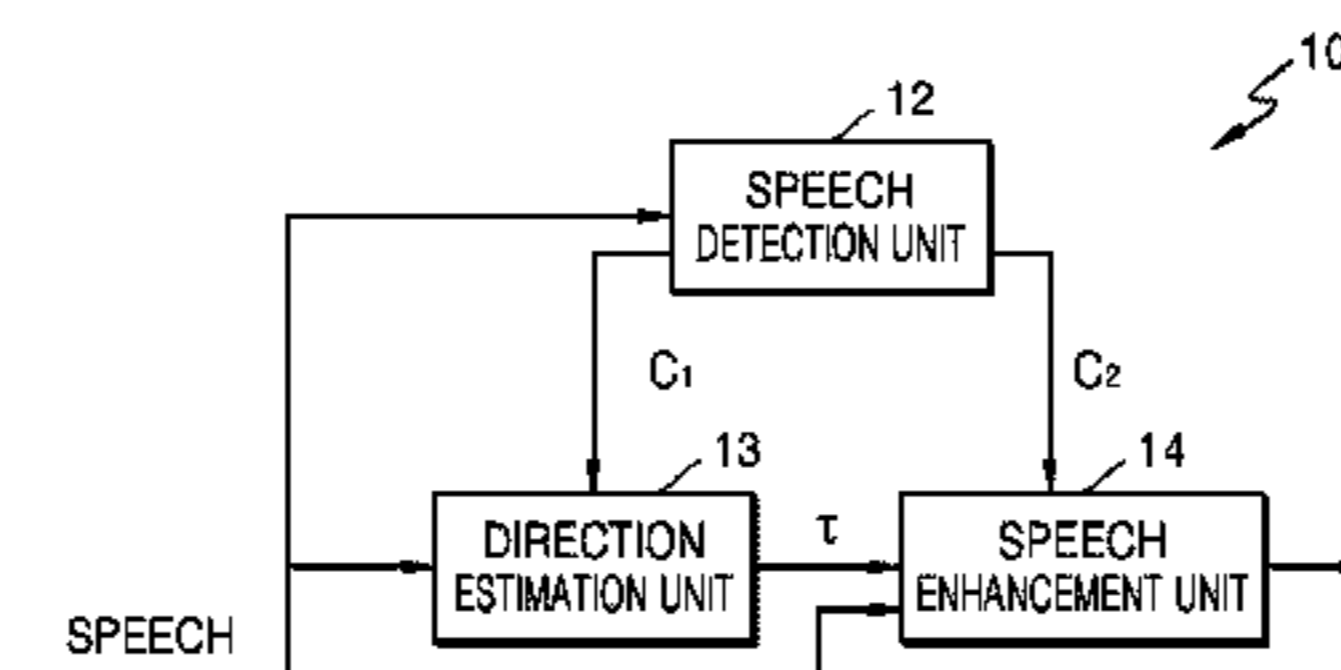 10
12
SPEECH
DETECTION UNIT
C1
C2
13
14
DIRECTION
ESTIMATION UNIT
τ
SPEECH
ENHANCEMENT UNIT
SPEECH